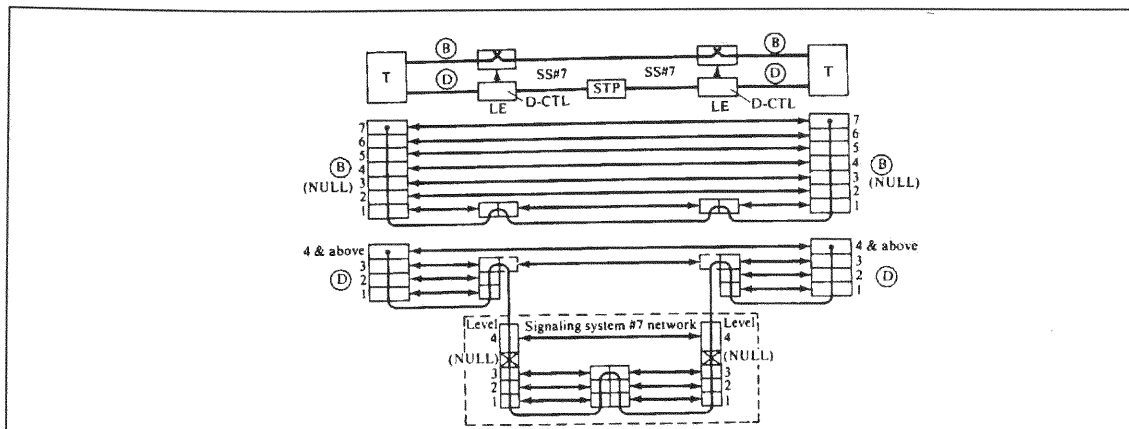 B B
T D SS#7 SS#7 D T
STP
LE D-CTL LE D-CTL
7 7
6 6
5 5
B 4 4 B
(NULL) 3 3 (NULL)
2 2
1 1
4 & above 4 & above
3 3
D 2 2 D
1 1
Level Signaling system #7 network Level
4 4
(NULL) (NULL)
3 3
2 2
1 1